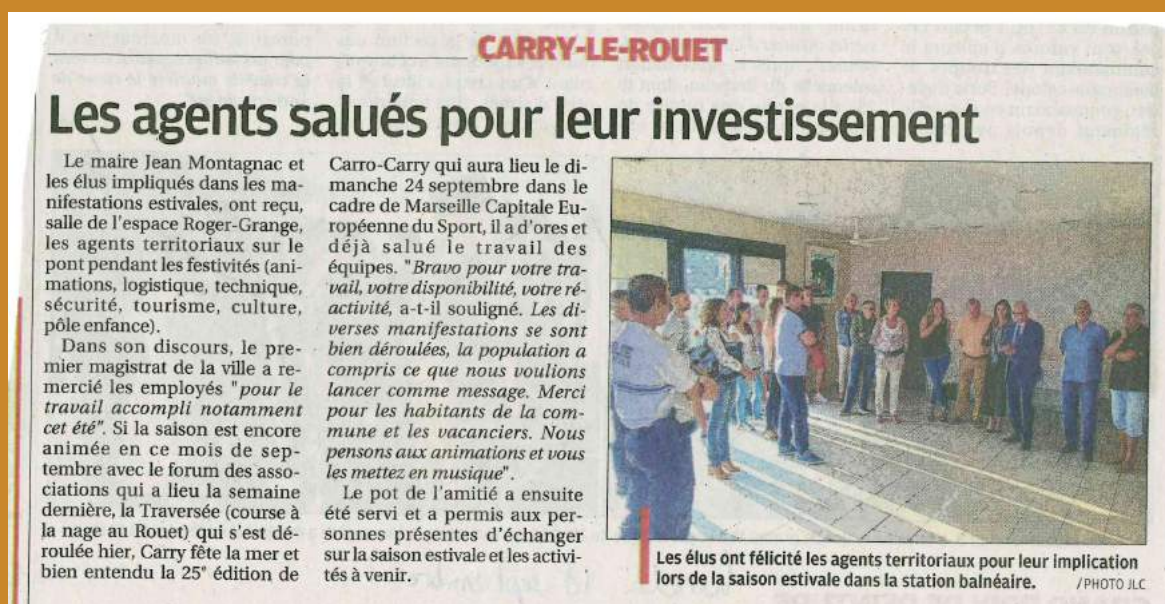 CARRY-LE-ROUET
Les agents salués pour leur investissement
Le maire Jean Montagnac et
les élus impliqués dans les ma-
nifestations estivales, ont reçu,
salle de l'espace Roger-Grange,
les agents territoriaux sur le
pont pendant les festivités (ani-
mations, logistique, technique,
sécurité, tourisme, culture,
pôle enfance).
Dans son discours, le pre-
mier magistrat de la ville a re-
mercié les employés "pour le
travail accompli notamment
cet été". Si la saison est encore
animée en ce mois de sep-
tembre avec le forum des asso-
ciations qui a lieu la semaine
dernière, la Traversée (course à
la nage au Rouet) qui s'est dé-
roulée hier, Carry fête la mer et
bien entendu la 25e édition de
Carro-Carry qui aura lieu le di-
manche 24 septembre dans le
cadre de Marseille Capitale Eu-
ropéenne du Sport, il a d'ores et
déjà salué le travail des
équipes. "Bravo pour votre tra-
vail, votre disponibilité, votre ré-
activité, a-t-il souligné. Les di-
verses manifestations se sont
bien déroulées, la population a
compris ce que nous voulions
lancer comme message. Merci
pour les habitants de la com-
mune et les vacanciers. Nous
pensons aux animations et vous
les mettez en musique".
Le pot de l'amitié a ensuite
été servi et a permis aux per-
sonnes présentes d'échanger
sur la saison estivale et les activi-
tés à venir.
Les élus ont félicité les agents territoriaux pour leur implication
lors de la saison estivale dans la station balnéaire. /PHOTO JLC